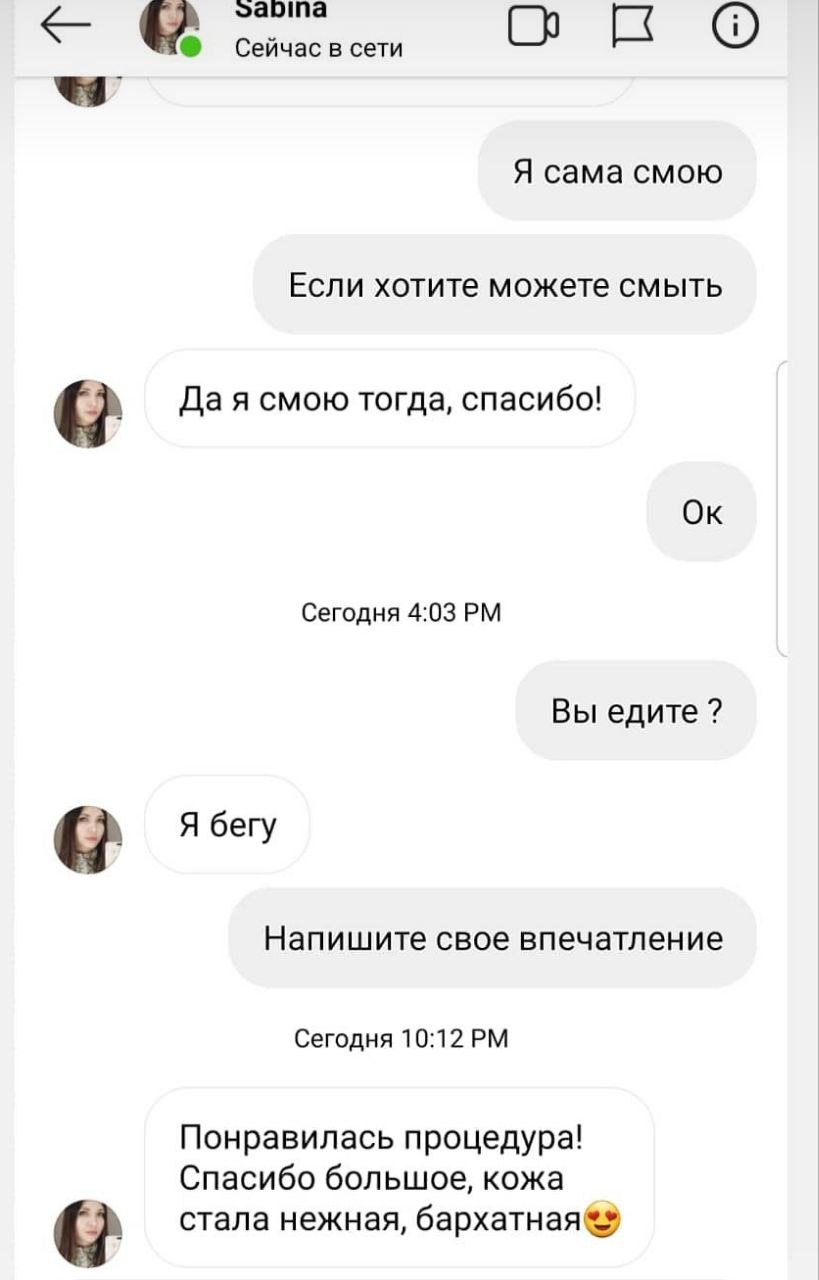 Sabina
Сейчас в сети
Я сама смою
Если хотите можете смыть
Да я смою тогда, спасибо!
Ок
Сегодня 4:03 PM
Вы едите ?
Я бегу
Напишите свое впечатление
Сегодня 10:12 PM
Понравилась процедура!
Спасибо большое, кожа
стала нежная, бархатная😍